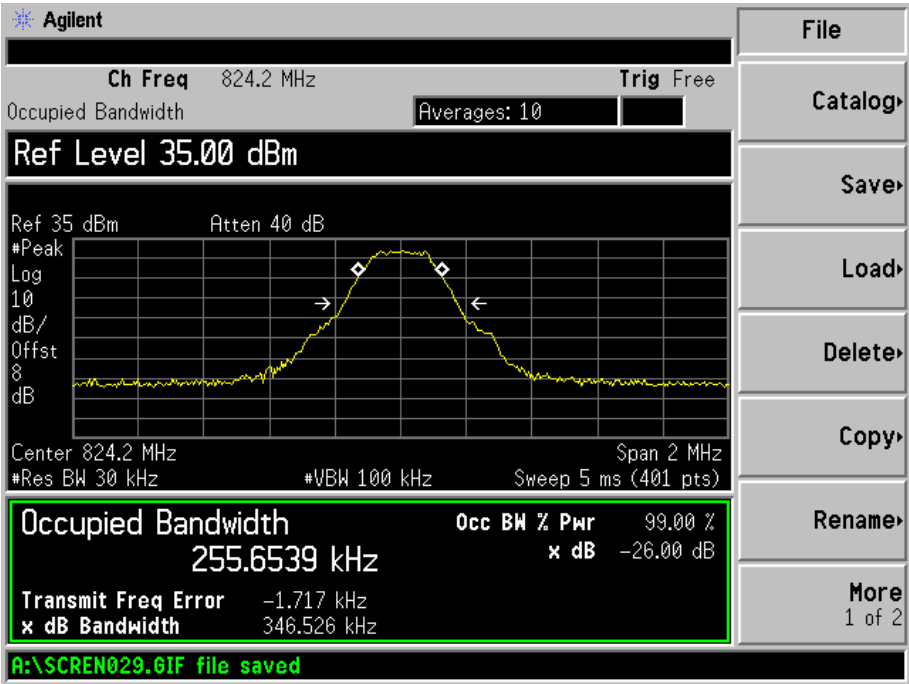 Agilent
File
Ch Freq 824.2 MHz Trig Free
Occupied Bandwidth Averages: 10
Catalog
Ref Level 35.00 dBm
Save
Ref 35 dBm Atten 40 dB
#Peak
Log
10
dB/
Offst
8
dB
Load
Delete
Center 824.2 MHz Span 2 MHz
#Res BW 30 kHz #VBW 100 kHz Sweep 5 ms (401 pts)
Copy
Occupied Bandwidth Occ BW % Pwr 99.00 %
255.6539 kHz x dB -26.00 dB
Rename
Transmit Freq Error -1.717 kHz
x dB Bandwidth 346.526 kHz
More
1 of 2
A:\SCREN029.GIF file saved